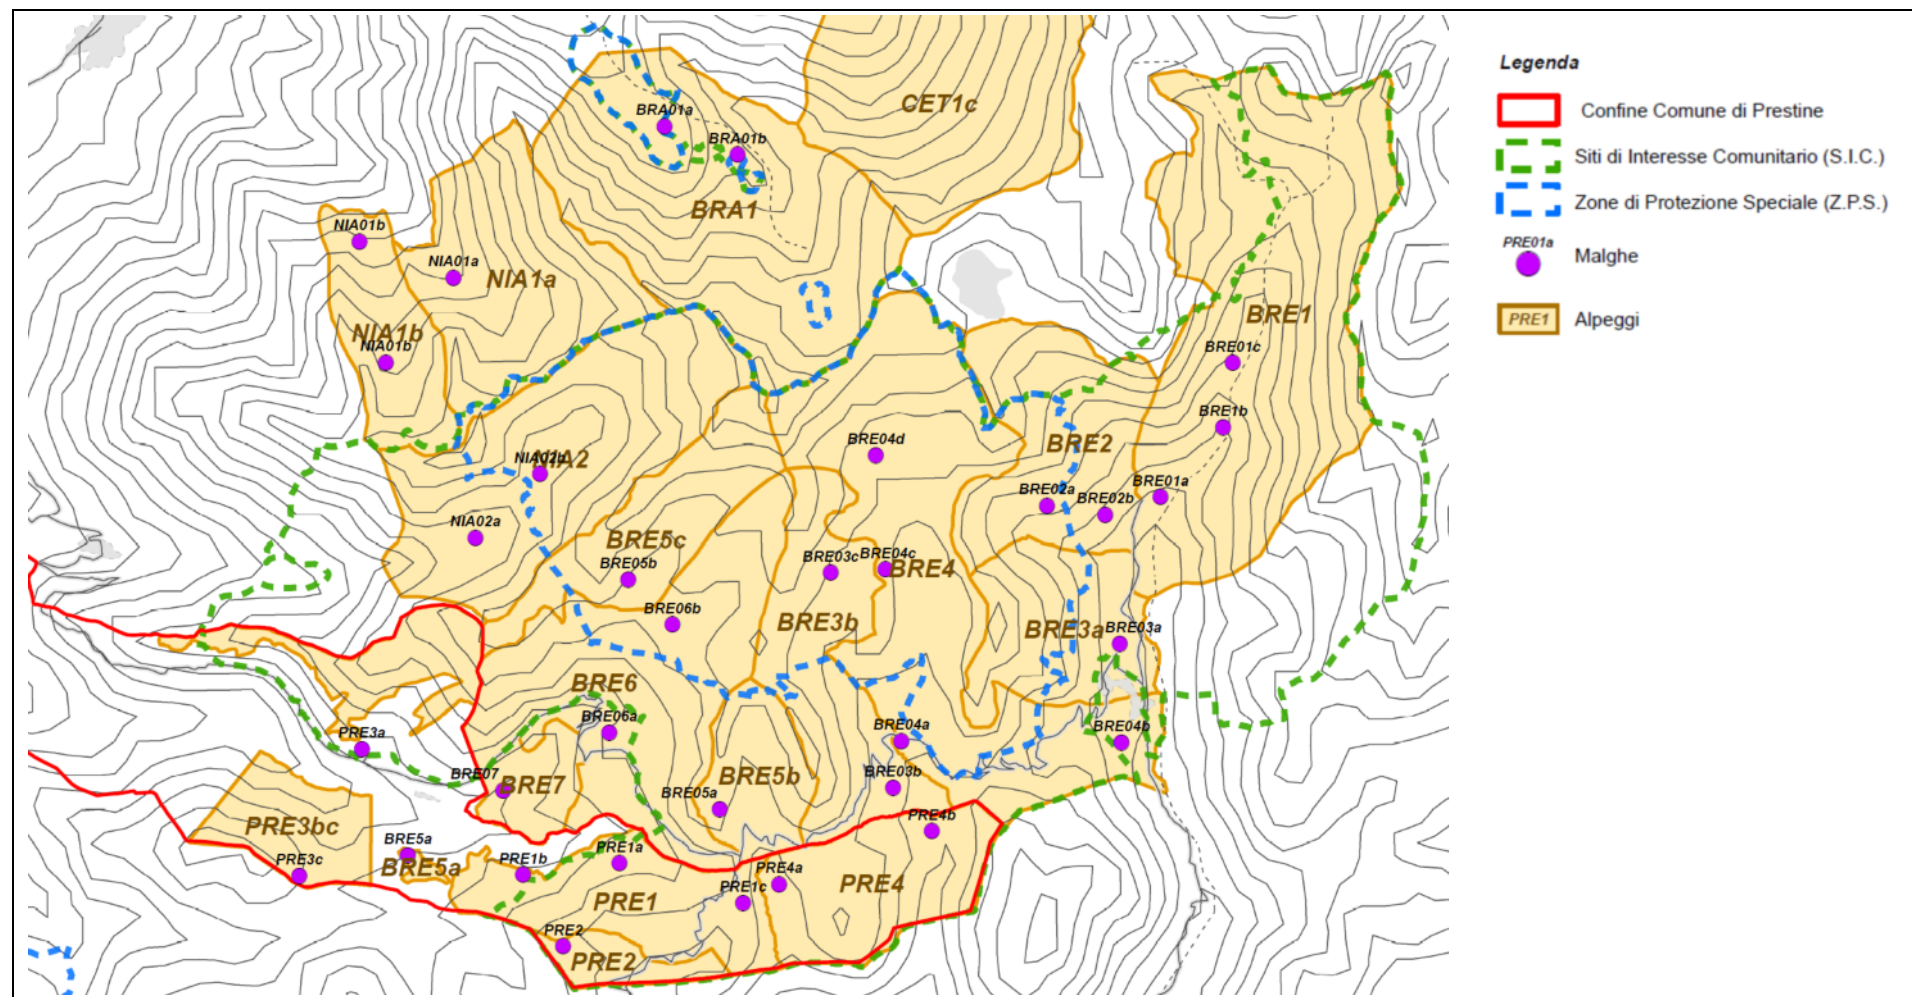 Legenda
Confine Comune di Prestine
Siti di Interesse Comunitario (S.I.C.)
Zone di Protezione Speciale (Z.P.S.)
PRE01a
Malghe
PRE1
Alpeggi
CET1c
BRA01a
BRA01b
BRA1
NIA01b
NIA01a
NIA1a
BRE1
NIA1b
NIA01b
BRE01c
BRE1b
BRE04d
BRE2
NIA2
NIA02b
BRE02a
BRE02b
BRE01a
NIA02a
BRE5c
BRE05b
BRE03c
BRE04c
BRE4
BRE06b
BRE3b
BRE3a
BRE03a
BRE6
BRE06a
PRE3a
BRE04a
BRE04b
BRE07
BRE7
BRE5b
BRE05a
BRE03b
PRE4b
PRE3bc
BRE5a
BRE5a
PRE3c
PRE1b
PRE1a
PRE4a
PRE1c
PRE4
PRE1
PRE2
PRE2